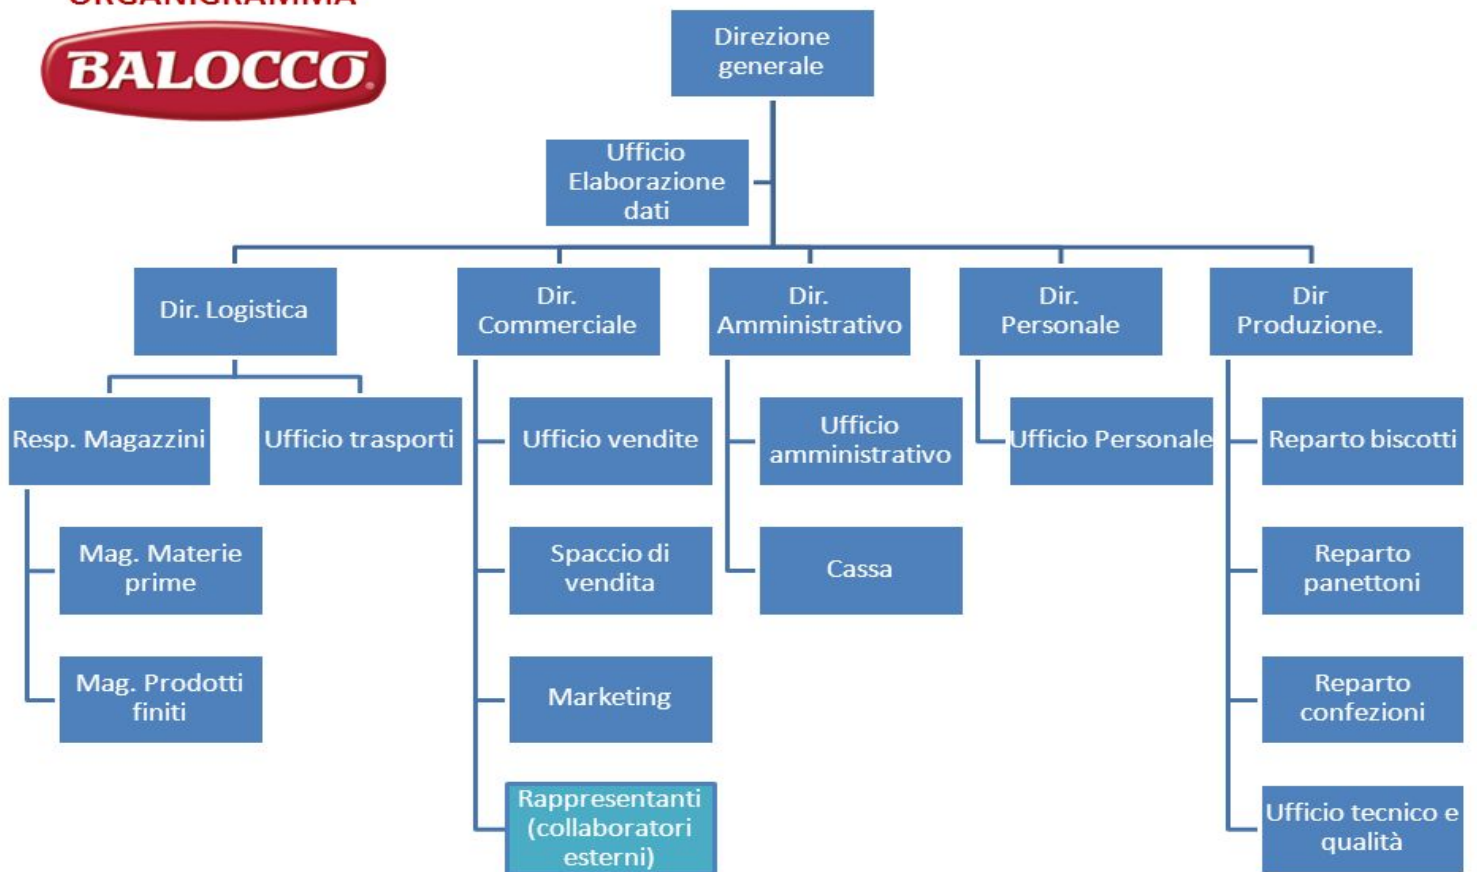 ORGANIGRAMMA
BALOCCO
Direzione
generale
Ufficio
Elaborazione
dati
Dir. Logistica
Dir.
Commerciale
Dir.
Amministrativo
Dir.
Personale
Dir
Produzione.
Resp. Magazzini
Ufficio trasporti
Ufficio vendite
Ufficio
amministrativo
Ufficio Personale
Reparto biscotti
Mag. Materie
prime
Spaccio di
vendita
Cassa
Reparto
panettoni
Mag. Prodotti
finiti
Marketing
Reparto
confezioni
Rappresentanti
(collaboratori
esterni)
Ufficio tecnico e
qualità